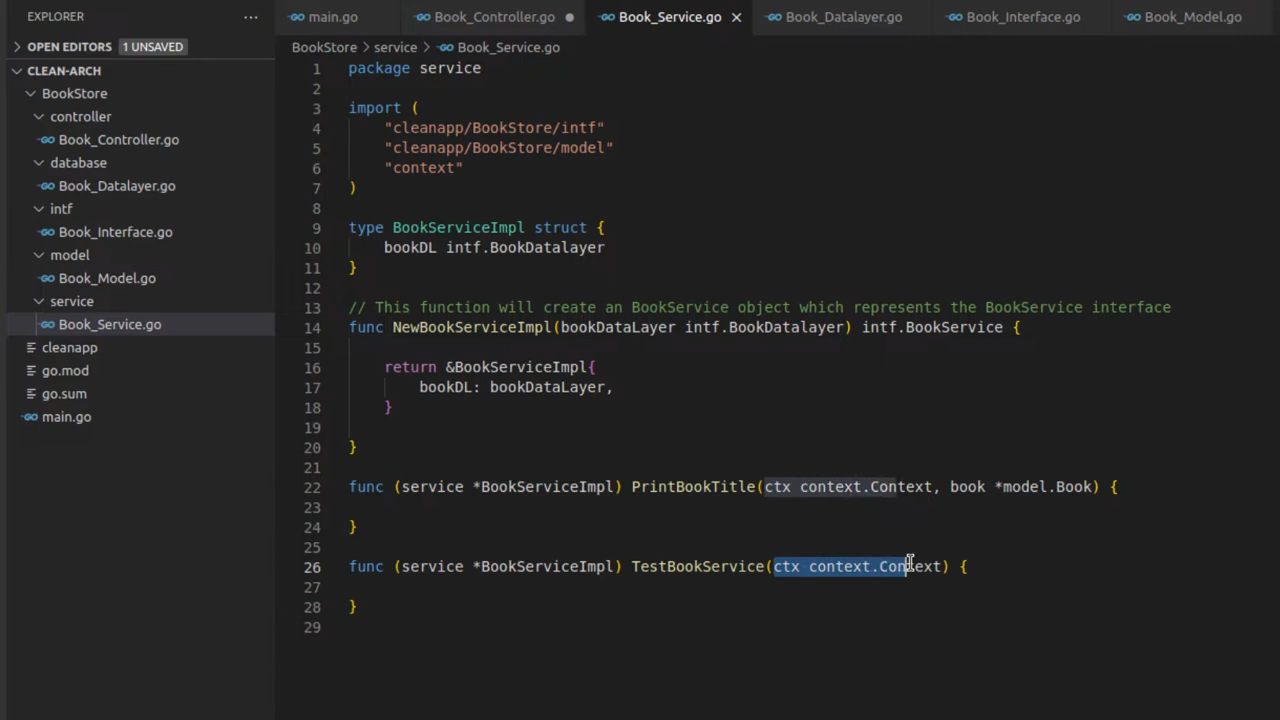 EXPLORER ...
OPEN EDITORS 1 UNSAVED
CLEAN-ARCH
BookStore
controller
Book_Controller.go
database
Book_Datalayer.go
intf
Book_Interface.go
model
Book_Model.go
service
Book_Service.go
cleanapp
go.mod
go.sum
main.go
main.go Book_Controller.go Book_Service.go Book_Datalayer.go Book_Interface.go Book_Model.go
BookStore > service > Book_Service.go
1 package service
2
3 import (
4 "cleanapp/BookStore/intf"
5 "cleanapp/BookStore/model"
6 "context"
7 )
8
9 type BookServiceImpl struct {
10 bookDL intf.BookDatalayer
11 }
12
13 // This function will create an BookService object which represents the BookService interface
14 func NewBookServiceImpl(bookDataLayer intf.BookDatalayer) intf.BookService {
15
16 return &BookServiceImpl{
17 bookDL: bookDataLayer,
18 }
19
20 }
21
22 func (service *BookServiceImpl) PrintBookTitle(ctx context.Context, book *model.Book) {
23
24 }
25
26 func (service *BookServiceImpl) TestBookService(ctx context.Context) {
27
28 }
29